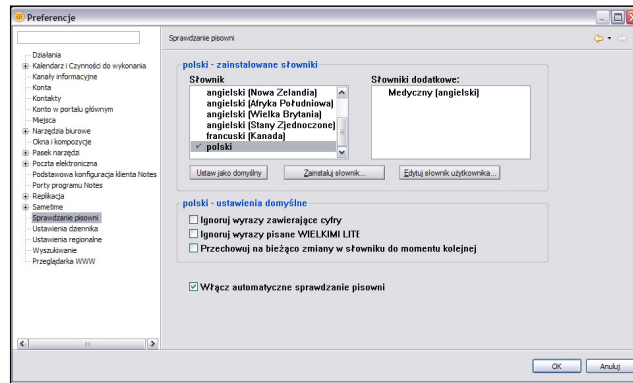 Preferencje
Sprawdzanie pisowni
Działania
Kalendarz i Czynności do wykonania
Kanały informacyjne
Konta
Kontakty
Konto w portalu głównym
Miejsca
Narzędzia biurowe
Okna i kompozycje
Pasek narzędzi
Poczta elektroniczna
Podstawowa konfiguracja klienta Notes
Porty programu Notes
Replikacja
Sametime
Sprawdzanie pisowni
Ustawienia dziennika
Ustawienia regionalne
Wyszukiwanie
Przeglądarka WWW
polski - zainstalowane słowniki
Słownik
angielski (Nowa Zelandia)
angielski (Afryka Południowa)
angielski (Wielka Brytania)
angielski (Stany Zjednoczone)
francuski (Kanada)
polski
Słowniki dodatkowe:
Medyczny (angielski)
Ustaw jako domyślny
Zainstaluj słownik...
Edytuj słownik użytkownika...
polski - ustawienia domyślne
Ignoruj wyrazy zawierające cyfry
Ignoruj wyrazy pisane WIELKIMI LITE
Przechowuj na bieżąco zmiany w słowniku do momentu kolejnej
Włącz automatyczne sprawdzanie pisowni
OK
Anuluj